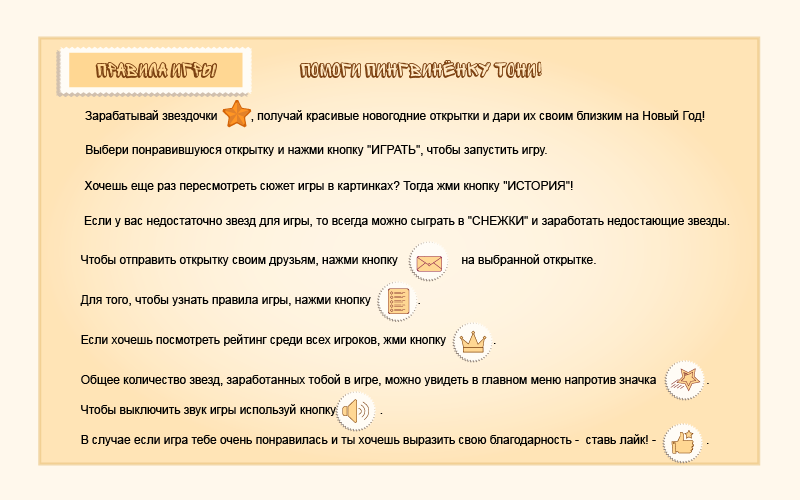 ПРАВИЛА ИГРЫ
ПОМОГИ ПИНГВИНЁНКУ ТОНИ!
Зарабатывай звездочки , получай красивые новогодние открытки и дари их своим близким на Новый Год!
Выбери понравившуюся открытку и нажми кнопку "ИГРАТЬ", чтобы запустить игру.
Хочешь еще раз пересмотреть сюжет игры в картинках? Тогда жми кнопку "ИСТОРИЯ"!
Если у вас недостаточно звезд для игры, то всегда можно сыграть в "СНЕЖКИ" и заработать недостающие звезды.
Чтобы отправить открытку своим друзьям, нажми кнопку на выбранной открытке.
Для того, чтобы узнать правила игры, нажми кнопку .
Если хочешь посмотреть рейтинг среди всех игроков, жми кнопку .
Общее количество звезд, заработанных тобой в игре, можно увидеть в главном меню напротив значка .
Чтобы выключить звук игры используй кнопку .
В случае если игра тебе очень понравилась и ты хочешь выразить свою благодарность - ставь лайк! - .